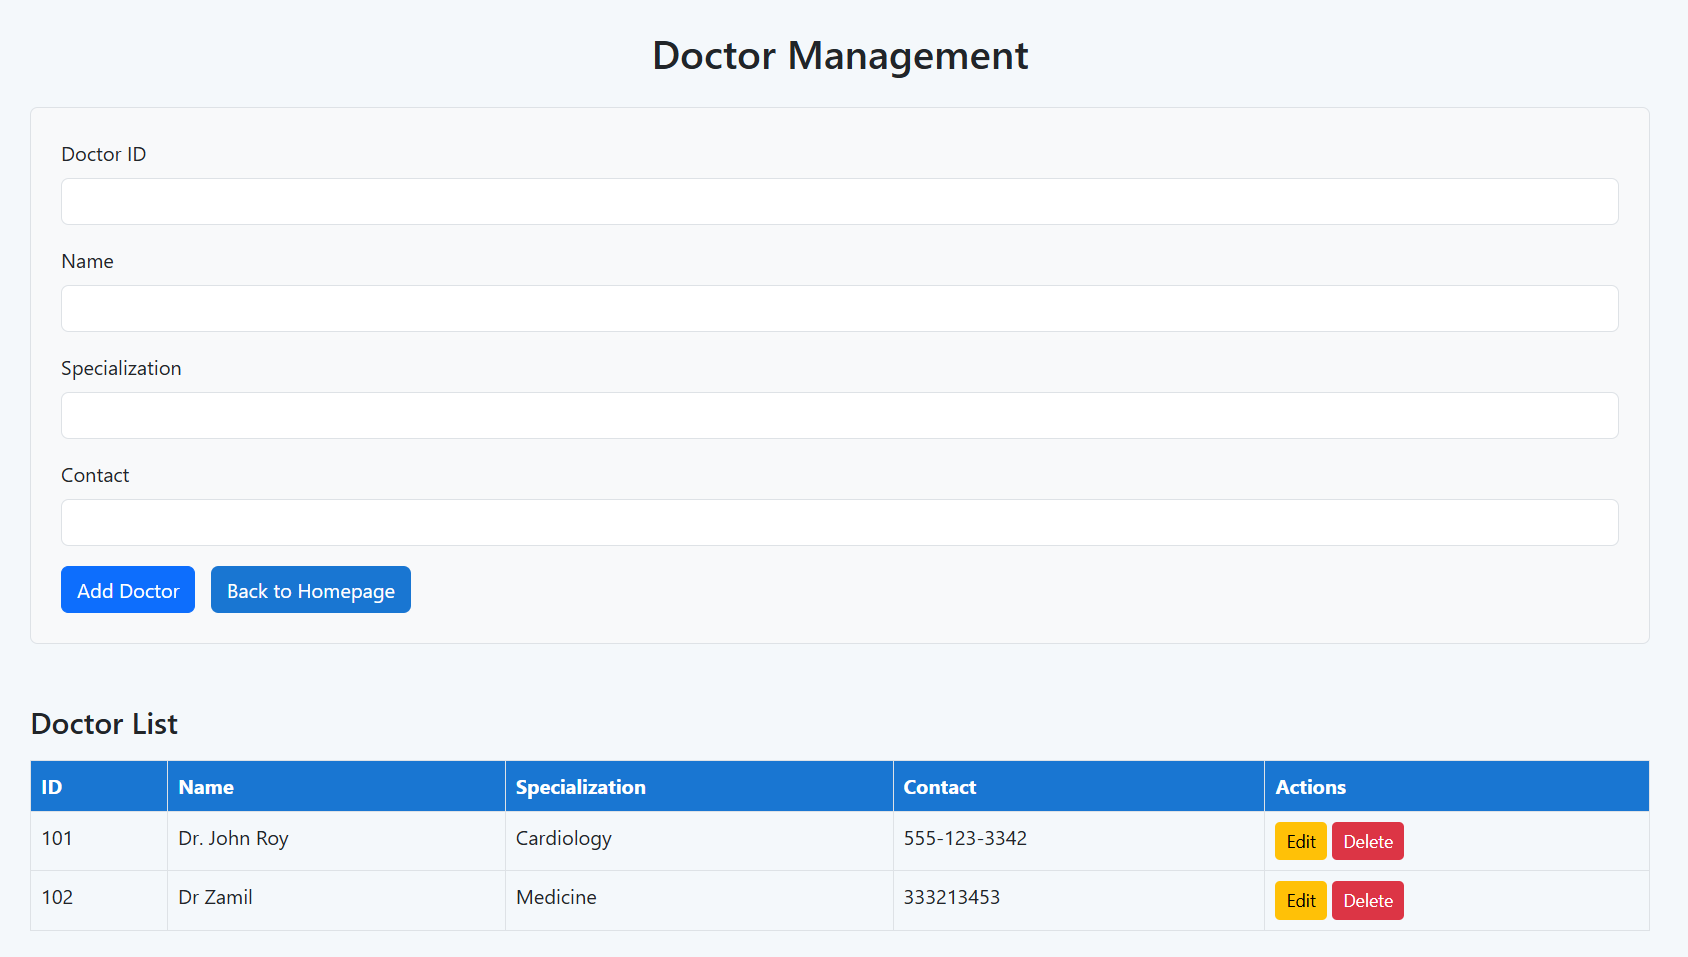 Doctor Management
Doctor ID
Name
Specialization
Contact
Add Doctor Back to Homepage
Doctor List
ID Name Specialization Contact Actions
101 Dr. John Roy Cardiology 555-123-3342 Edit Delete
102 Dr Zamil Medicine 333213453 Edit Delete